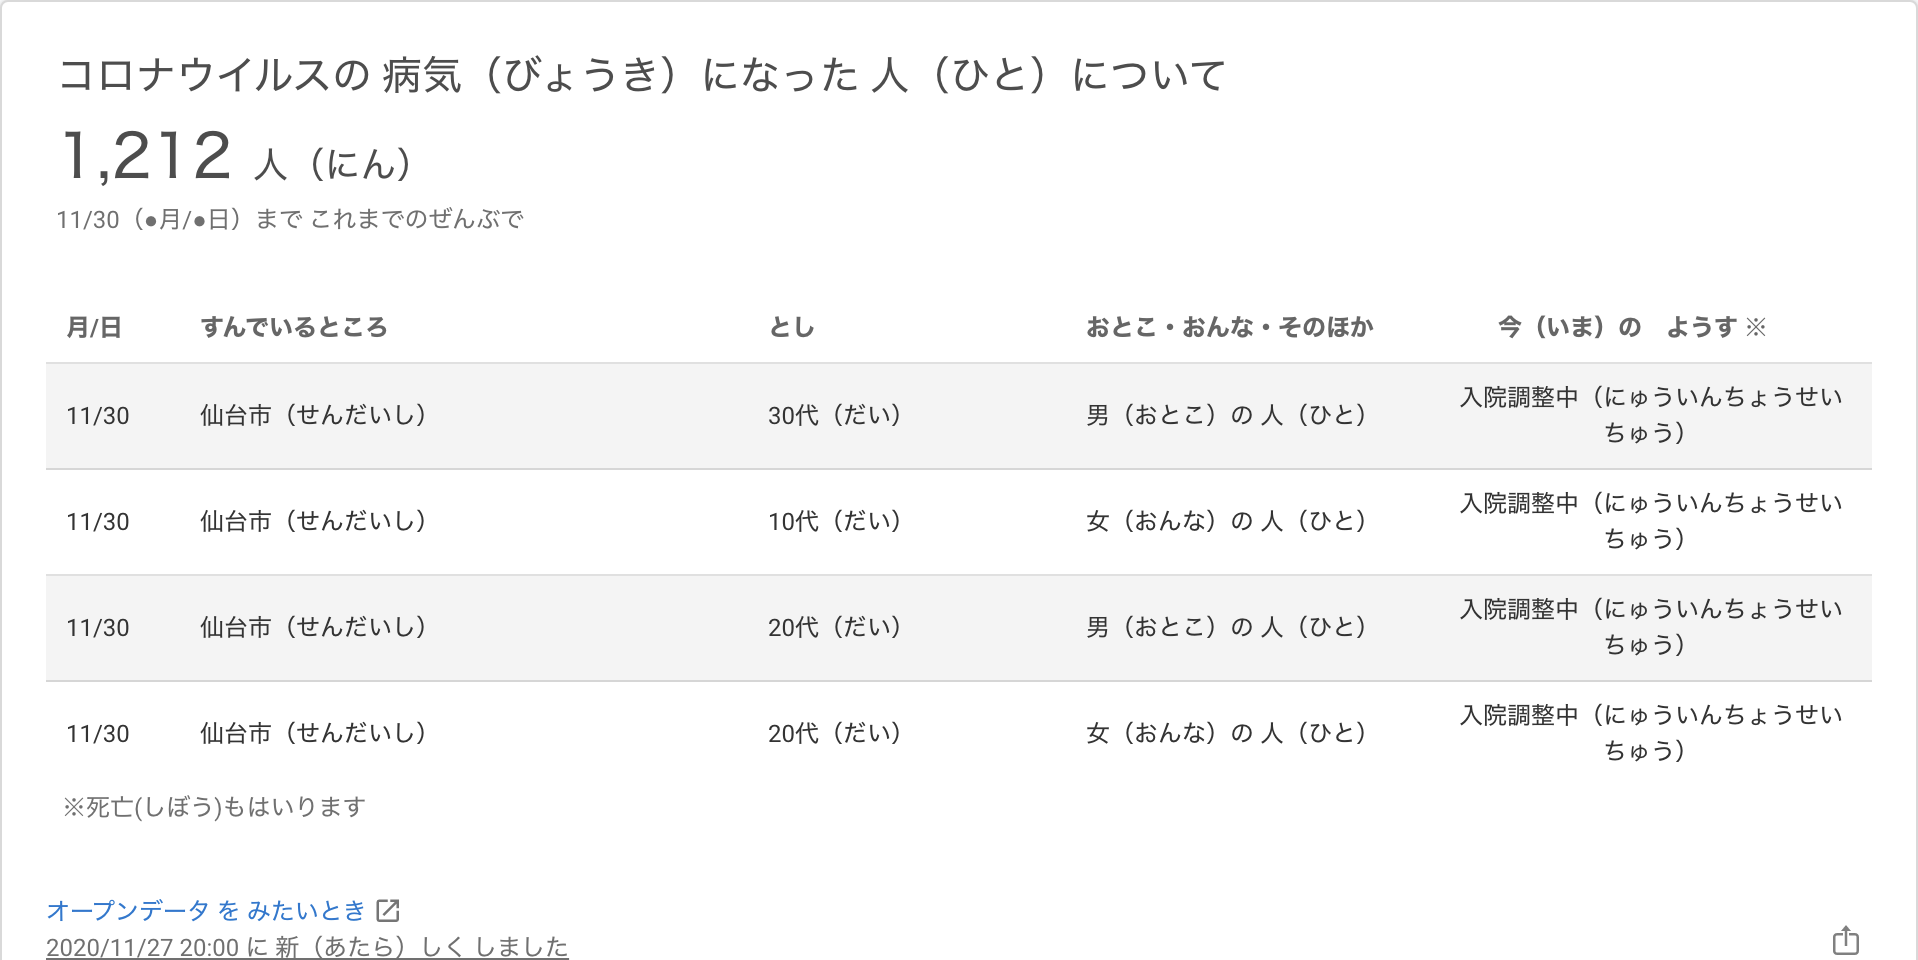 コロナウイルスの 病気（びょうき）になった 人（ひと）について
1,212 人（にん）
11/30（●月/●日）まで これまでのぜんぶで
月/日 すんでいるところ とし おとこ・おんな・そのほか 今（いま）の　ようす ※
11/30 仙台市（せんだいし） 30代（だい） 男（おとこ）の 人（ひと） 入院調整中（にゅういんちょうせい
ちゅう）
11/30 仙台市（せんだいし） 10代（だい） 女（おんな）の 人（ひと） 入院調整中（にゅういんちょうせい
ちゅう）
11/30 仙台市（せんだいし） 20代（だい） 男（おとこ）の 人（ひと） 入院調整中（にゅういんちょうせい
ちゅう）
11/30 仙台市（せんだいし） 20代（だい） 女（おんな）の 人（ひと） 入院調整中（にゅういんちょうせい
ちゅう）
※死亡(しぼう)もはいります
オープンデータ を みたいとき
2020/11/27 20:00 に 新（あたら）しく しました